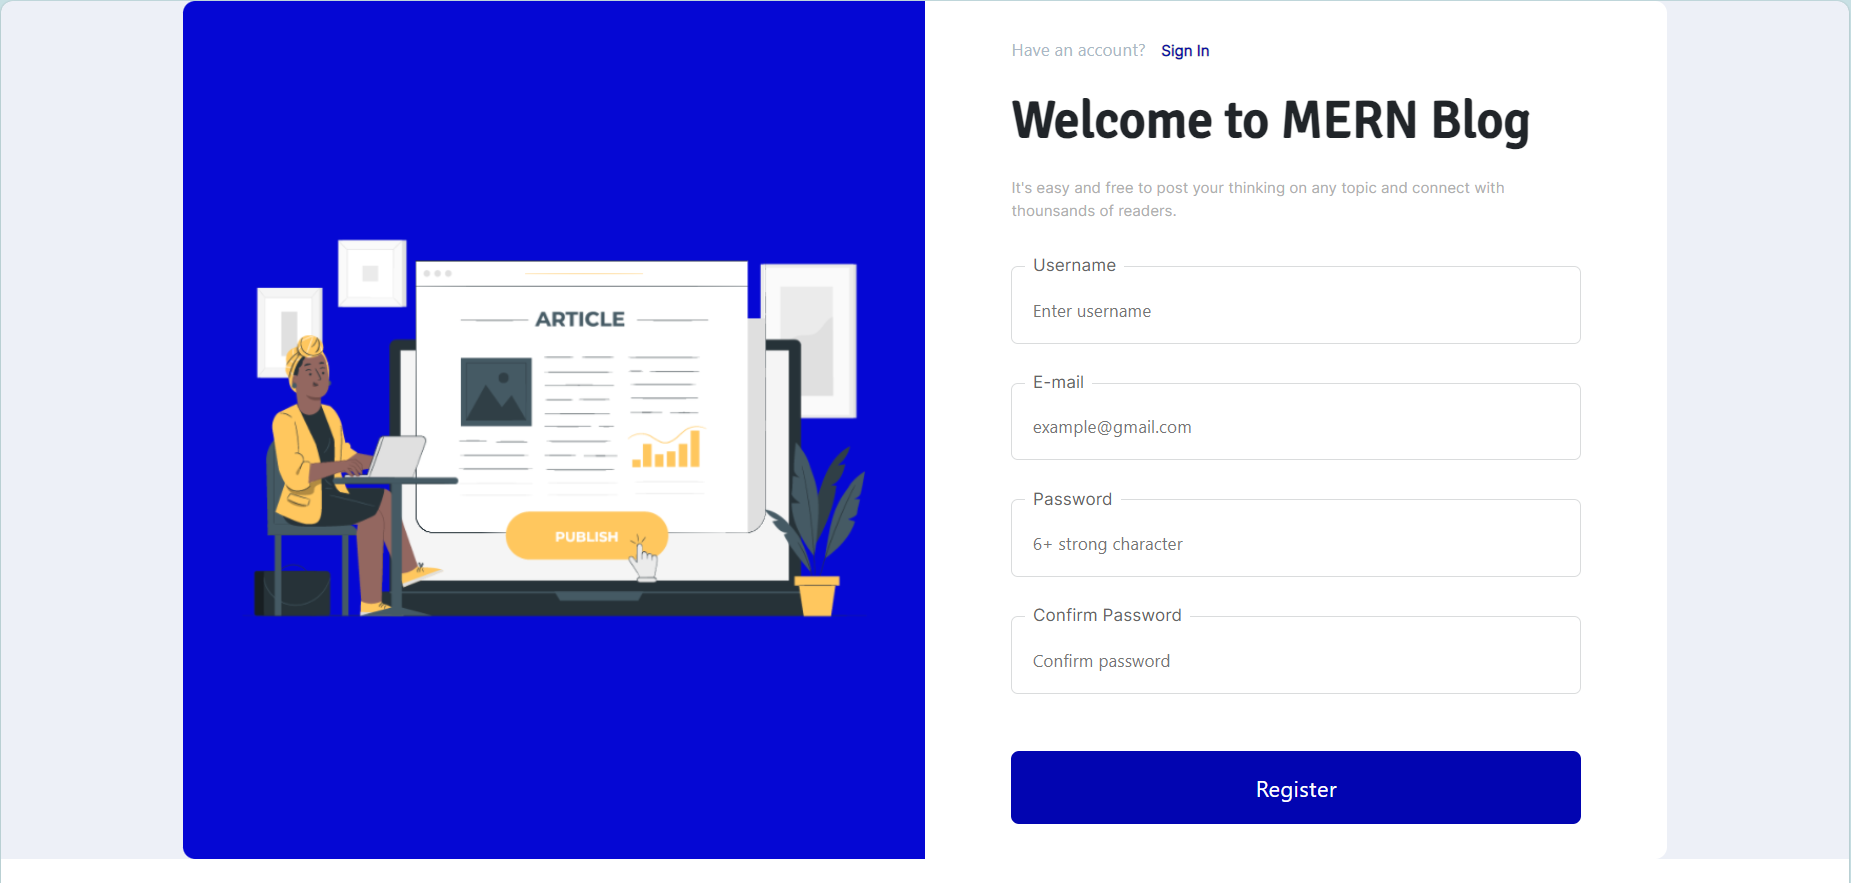 Have an account? Sign In
Welcome to MERN Blog
It's easy and free to post your thinking on any topic and connect with
thounsands of readers.
Username
Enter username
E-mail
example@gmail.com
Password
6+ strong character
Confirm Password
Confirm password
Register
ARTICLE
PUBLISH